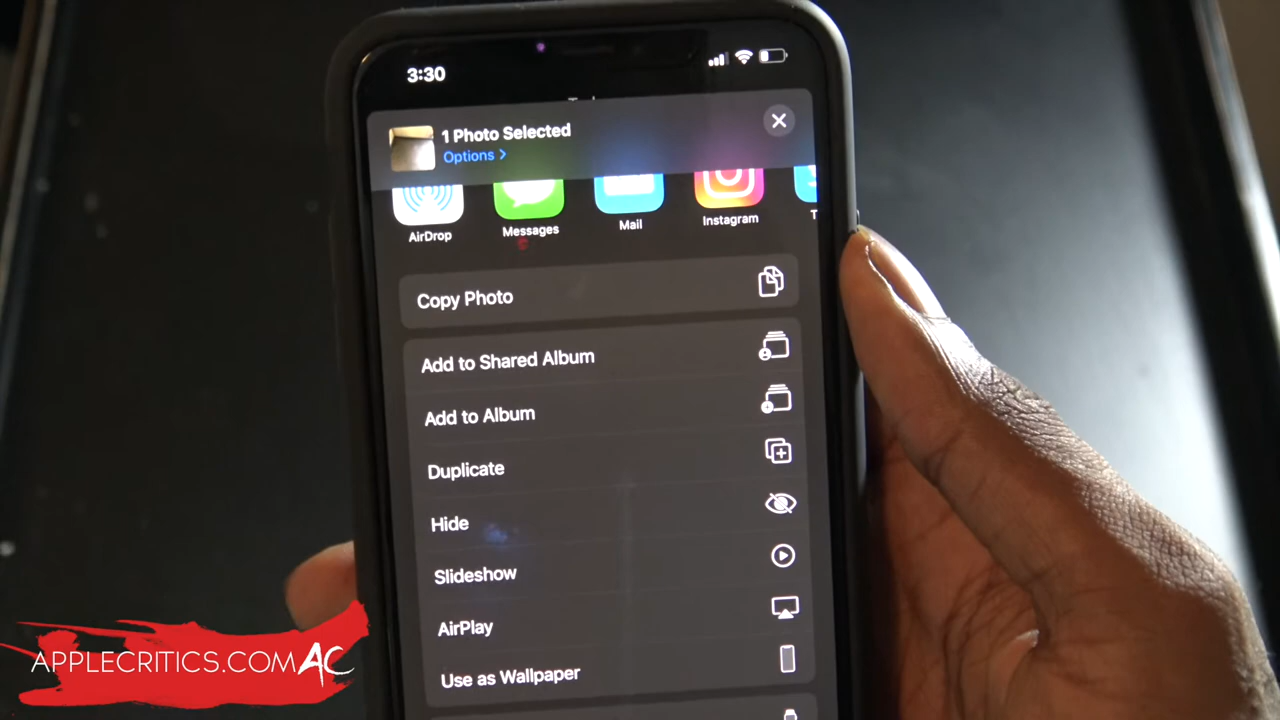 3:30
1 Photo Selected
Options >
AirDrop
Messages
Mail
Instagram
Copy Photo
Add to Shared Album
Add to Album
Duplicate
Hide
Slideshow
AirPlay
Use as Wallpaper
APPLECRITICS.COM AC